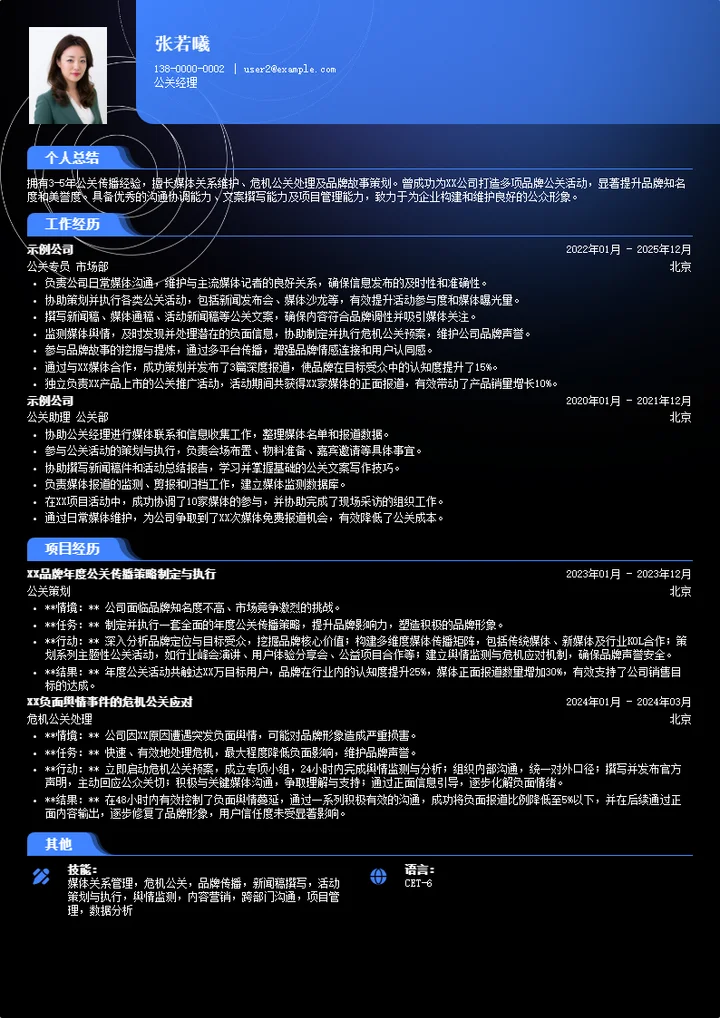 张若曦
138-0000-0002 | user2@example.com
公关经理
个人总结
拥有3-5年公关传播经验，擅长媒体关系维护、危机公关处理及品牌故事策划。曾成功为XX公司打造多项品牌公关活动，显著提升品牌知名
度和美誉度。具备优秀的沟通协调能力、文案撰写能力及项目管理能力，致力于为企业构建和维护良好的公众形象。
工作经历
示例公司 2022年01月 - 2025年12月
公关专员 市场部 北京
• 负责公司日常媒体沟通，维护与主流媒体记者的良好关系，确保信息发布的及时性和准确性。
• 协助策划并执行各类公关活动，包括新闻发布会、媒体沙龙等，有效提升活动参与度和媒体曝光量。
• 撰写新闻稿、媒体通稿、活动新闻稿等公关文案，确保内容符合品牌调性并吸引媒体关注。
• 监测媒体舆情，及时发现并处理潜在的负面信息，协助制定并执行危机公关预案，维护公司品牌声誉。
• 参与品牌故事的挖掘与提炼，通过多平台传播，增强品牌情感连接和用户认同感。
• 通过与XX媒体合作，成功策划并发布了3篇深度报道，使品牌在目标受众中的认知度提升了15%。
• 独立负责XX产品上市的公关推广活动，活动期间共获得XX家媒体的正面报道，有效带动了产品销量增长10%。
示例公司 2020年01月 - 2021年12月
公关助理 公关部 北京
• 协助公关经理进行媒体联系和信息收集工作，整理媒体名单和报道数据。
• 参与公关活动的策划与执行，负责会场布置、物料准备、嘉宾邀请等具体事宜。
• 协助撰写新闻稿件和活动总结报告，学习并掌握基础的公关文案写作技巧。
• 负责媒体报道的监测、剪报和归档工作，建立媒体监测数据库。
• 在XX项目活动中，成功协调了10家媒体的参与，并协助完成了现场采访的组织工作。
• 通过日常媒体维护，为公司争取到了XX次媒体免费报道机会，有效降低了公关成本。
项目经历
XX品牌年度公关传播策略制定与执行 2023年01月 - 2023年12月
公关策划 北京
• **情境：** 公司面临品牌知名度不高、市场竞争激烈的挑战。
• **任务：** 制定并执行一套全面的年度公关传播策略，提升品牌影响力，塑造积极的品牌形象。
• **行动：** 深入分析品牌定位与目标受众，挖掘品牌核心价值；构建多维度媒体传播矩阵，包括传统媒体、新媒体及行业KOL合作；策
划系列主题性公关活动，如行业峰会演讲、用户体验分享会、公益项目合作等；建立舆情监测与危机应对机制，确保品牌声誉安全。
• **结果：** 年度公关活动共触达XX万目标用户，品牌在行业内的认知度提升25%，媒体正面报道数量增加30%，有效支持了公司销售目
标的达成。
XX负面舆情事件的危机公关应对 2024年01月 - 2024年03月
危机公关处理 北京
• **情境：** 公司因XX原因遭遇突发负面舆情，可能对品牌形象造成严重损害。
• **任务：** 快速、有效地处理危机，最大程度降低负面影响，维护品牌声誉。
• **行动：** 立即启动危机公关预案，成立专项小组，24小时内完成舆情监测与分析；组织内部沟通，统一对外口径；撰写并发布官方
声明，主动回应公众关切；积极与关键媒体沟通，争取理解与支持；通过正面信息引导，逐步化解负面情绪。
• **结果：** 在48小时内有效控制了负面舆情蔓延，通过一系列积极有效的沟通，成功将负面报道比例降低至5%以下，并在后续通过正
面内容输出，逐步修复了品牌形象，用户信任度未受显著影响。
其他
技能：
媒体关系管理，危机公关，品牌传播，新闻稿撰写，活动
策划与执行，舆情监测，内容营销，跨部门沟通，项目管
理，数据分析
语言：
CET-6